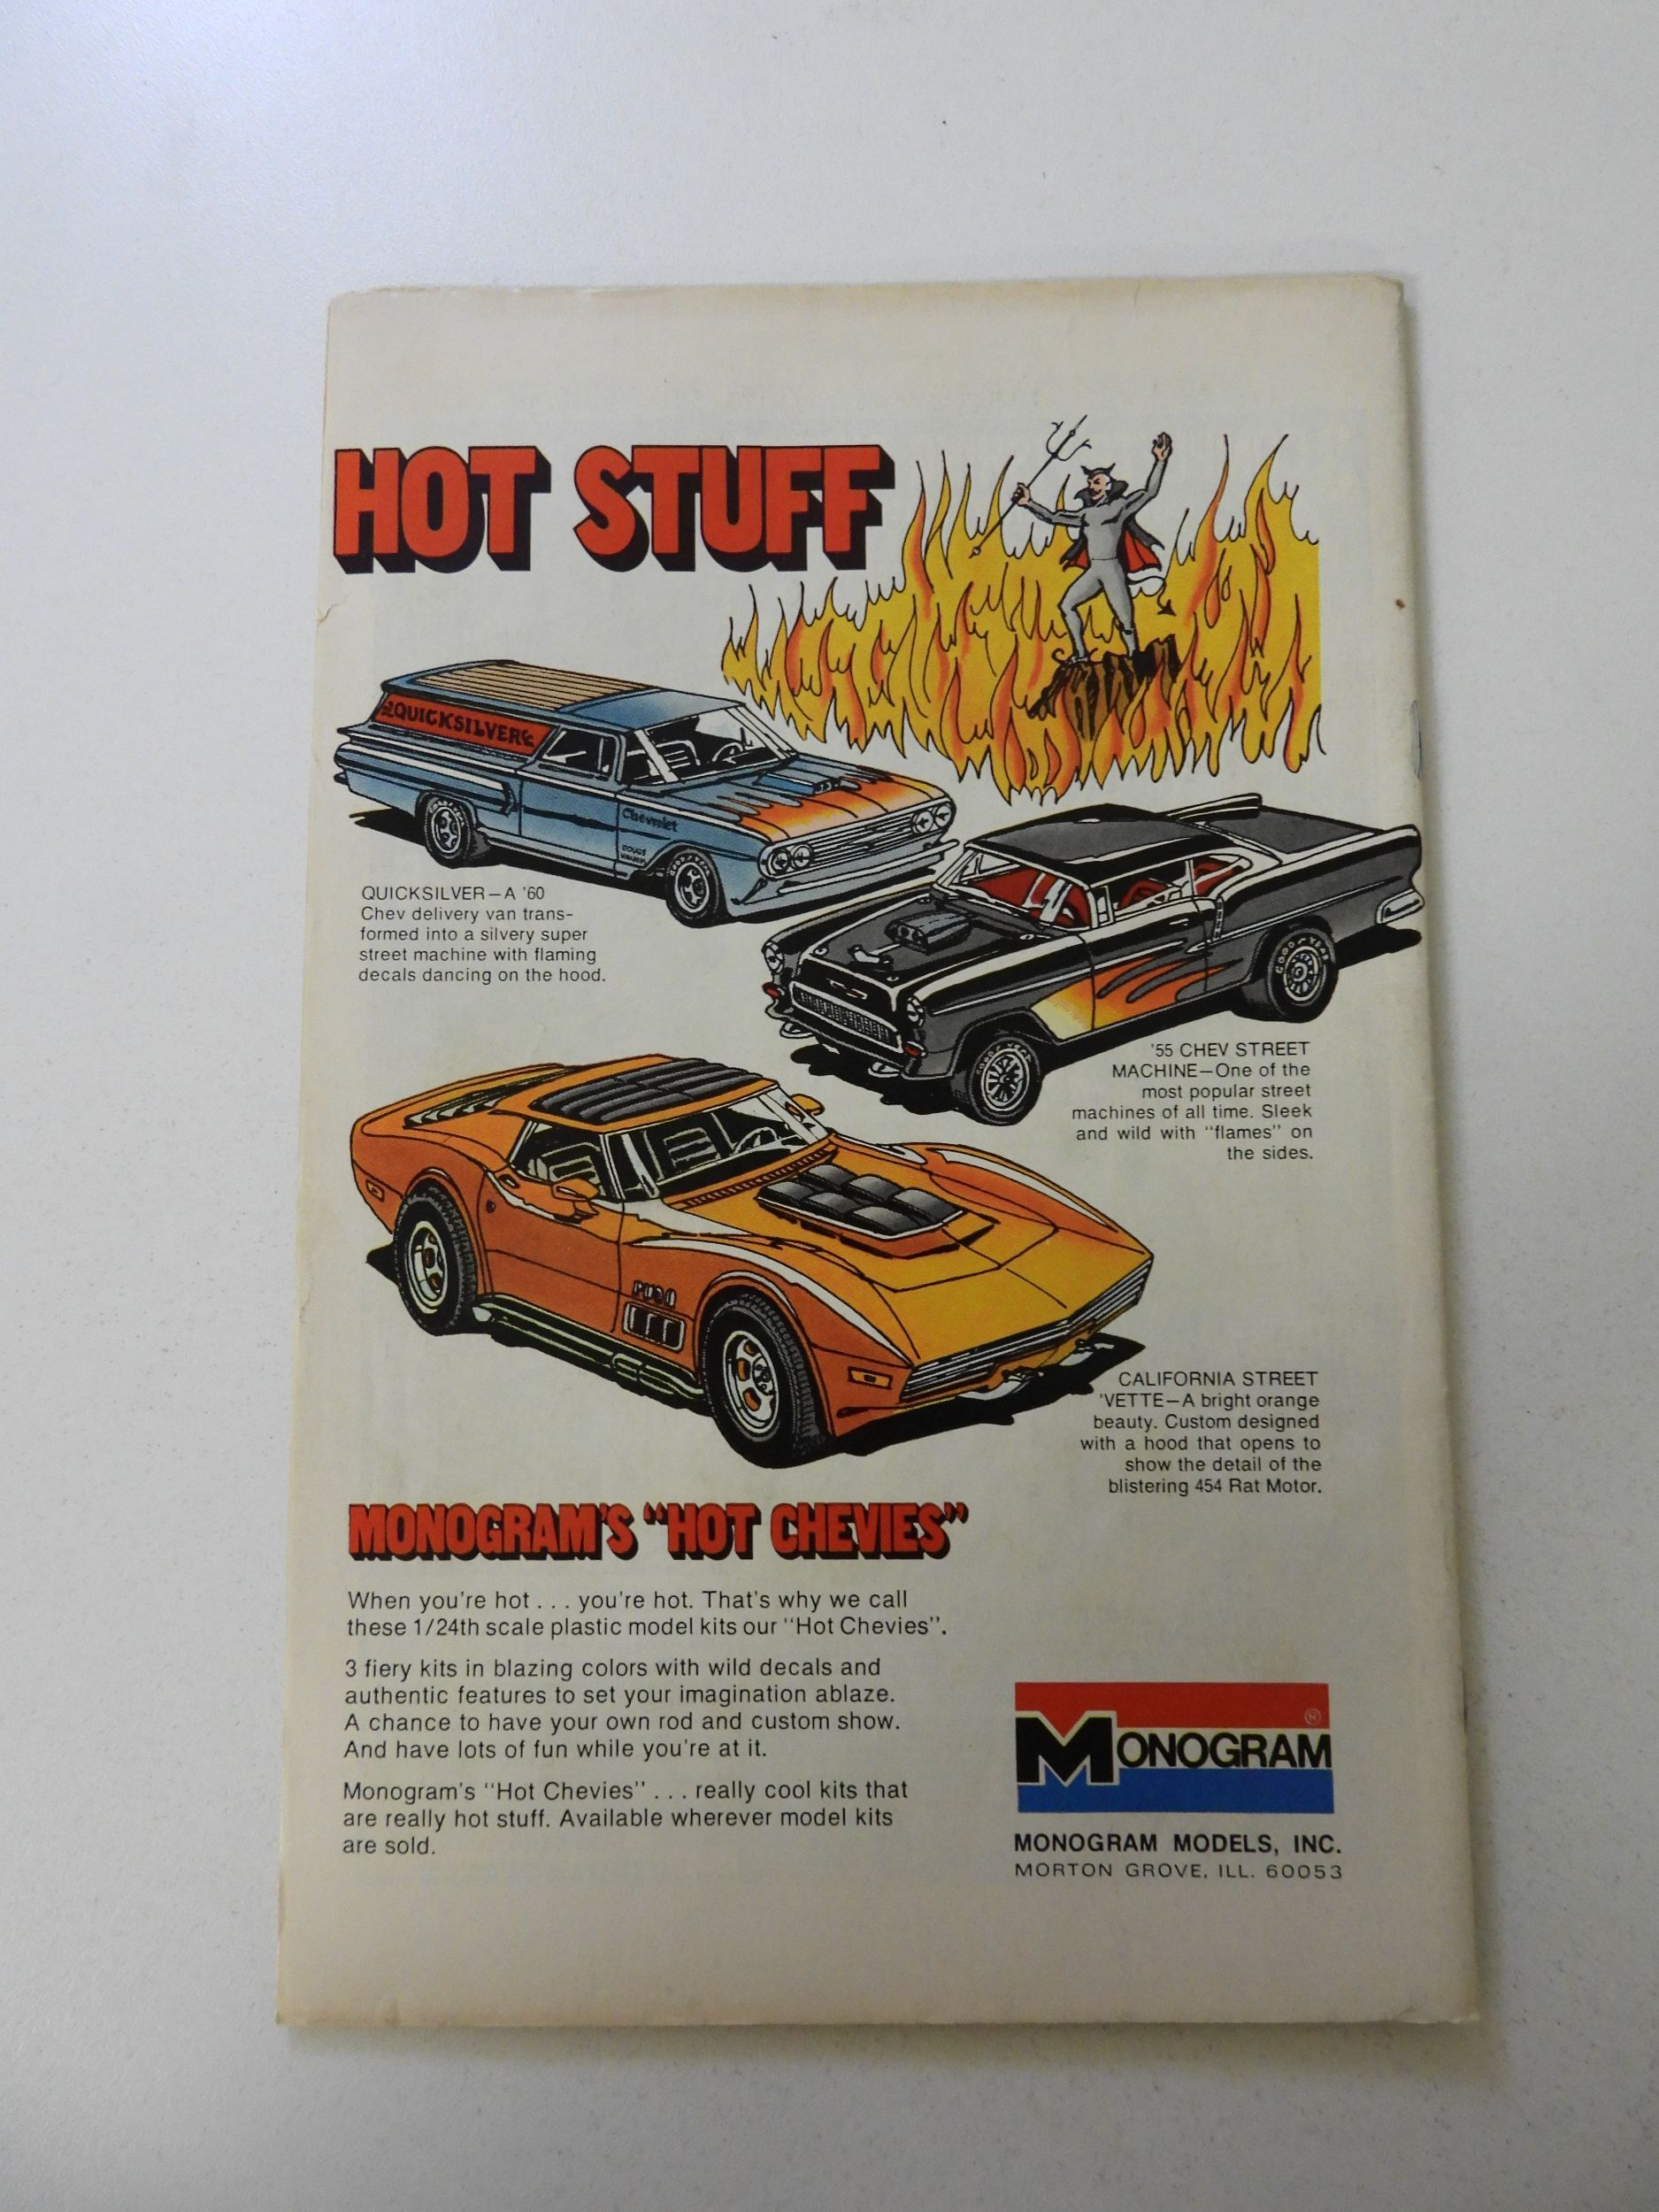 HOT STUFF
QUICKSILVER
Chevrolet
QUICKSILVER—A '60
Chev delivery van trans-
formed into a silvery super
street machine with flaming
decals dancing on the hood.
GOOD YEAR
GOOD YEAR
'55 CHEV STREET
MACHINE—One of the
most popular street
machines of all time. Sleek
and wild with "flames" on
the sides.
CALIFORNIA STREET
'VETTE—A bright orange
beauty. Custom designed
with a hood that opens to
show the detail of the
blistering 454 Rat Motor.
MONOGRAM'S "HOT CHEVIES"
When you're hot . . . you're hot. That's why we call
these 1/24th scale plastic model kits our "Hot Chevies".
3 fiery kits in blazing colors with wild decals and
authentic features to set your imagination ablaze.
A chance to have your own rod and custom show.
And have lots of fun while you're at it.
Monogram's "Hot Chevies" . . . really cool kits that
are really hot stuff. Available wherever model kits
are sold.
MONOGRAM ®
MONOGRAM MODELS, INC.
MORTON GROVE, ILL. 60053